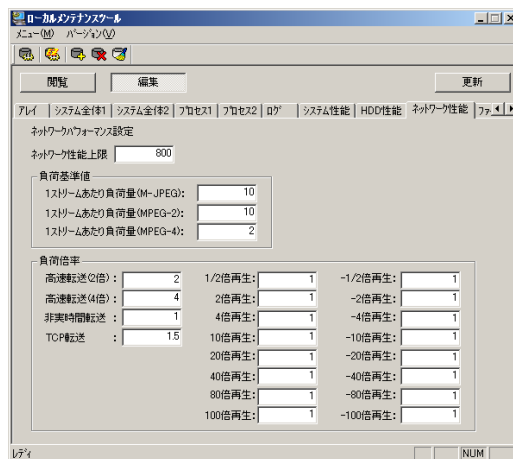 ローカルメンテナンスツール
メニュー(M) バージョン(V)
閲覧 編集 更新
アレイ システム全体1 システム全体2 プロセス1 プロセス2 ログ システム性能 HDD性能 ネットワーク性能 ファ
ネットワークパフォーマンス設定
ネットワーク性能上限 800
負荷基準値
1ストリームあたり負荷量(M-JPEG): 10
1ストリームあたり負荷量(MPEG-2): 10
1ストリームあたり負荷量(MPEG-4): 2
負荷倍率
高速転送(2倍): 2 1/2倍再生: 1 -1/2倍再生: 1
高速転送(4倍): 4 2倍再生: 1 -2倍再生: 1
非実時間転送 : 1 4倍再生: 1 -4倍再生: 1
TCP転送 : 1.5 10倍再生: 1 -10倍再生: 1
20倍再生: 1 -20倍再生: 1
40倍再生: 1 -40倍再生: 1
80倍再生: 1 -80倍再生: 1
100倍再生: 1 -100倍再生: 1
レディ NUM